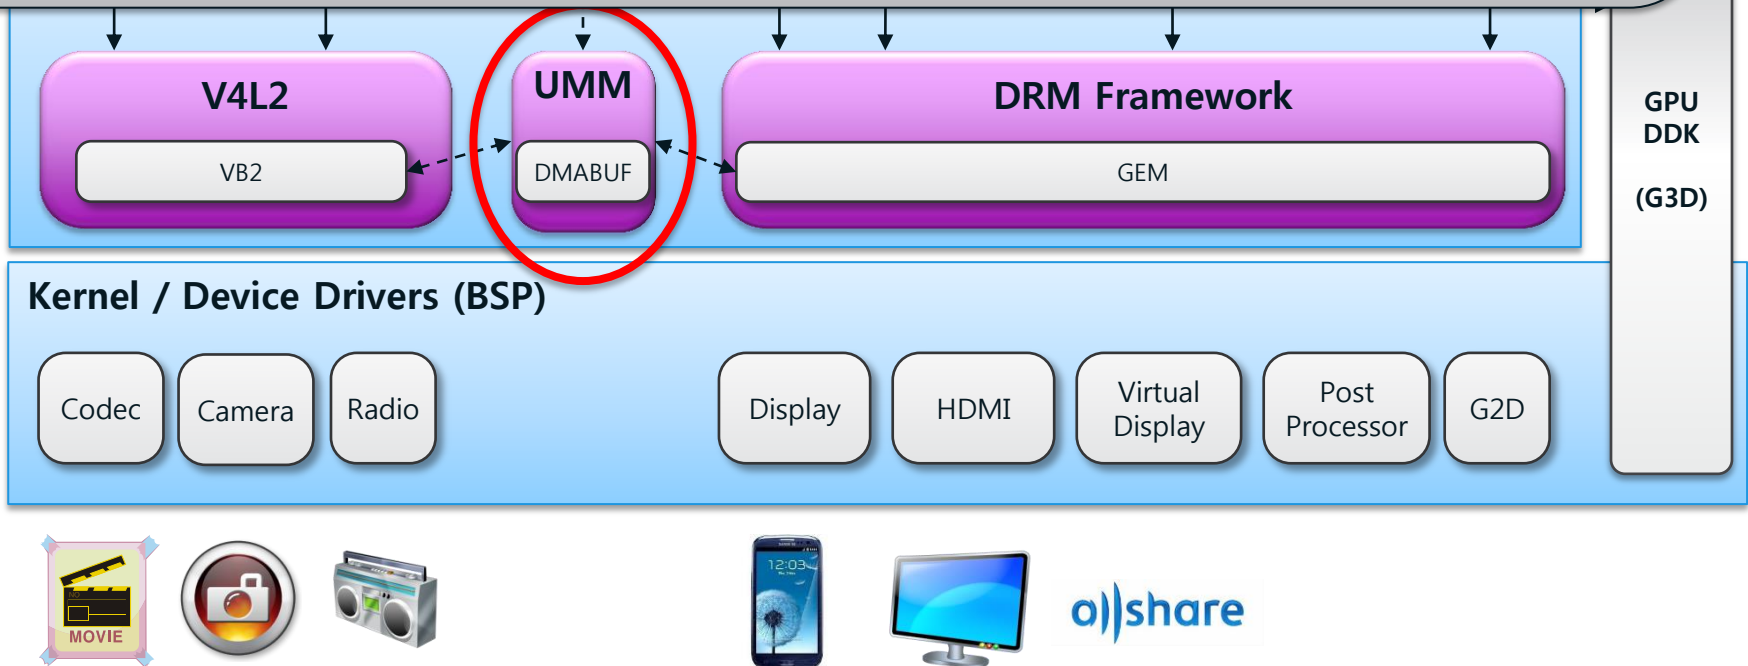 V4L2
UMM
DRM Framework
VB2
DMABUF
GEM
GPU
DDK
(G3D)
Kernel / Device Drivers (BSP)
Codec
Camera
Radio
Display
HDMI
Virtual
Display
Post
Processor
G2D
NO
MOVIE
12:03
allshare